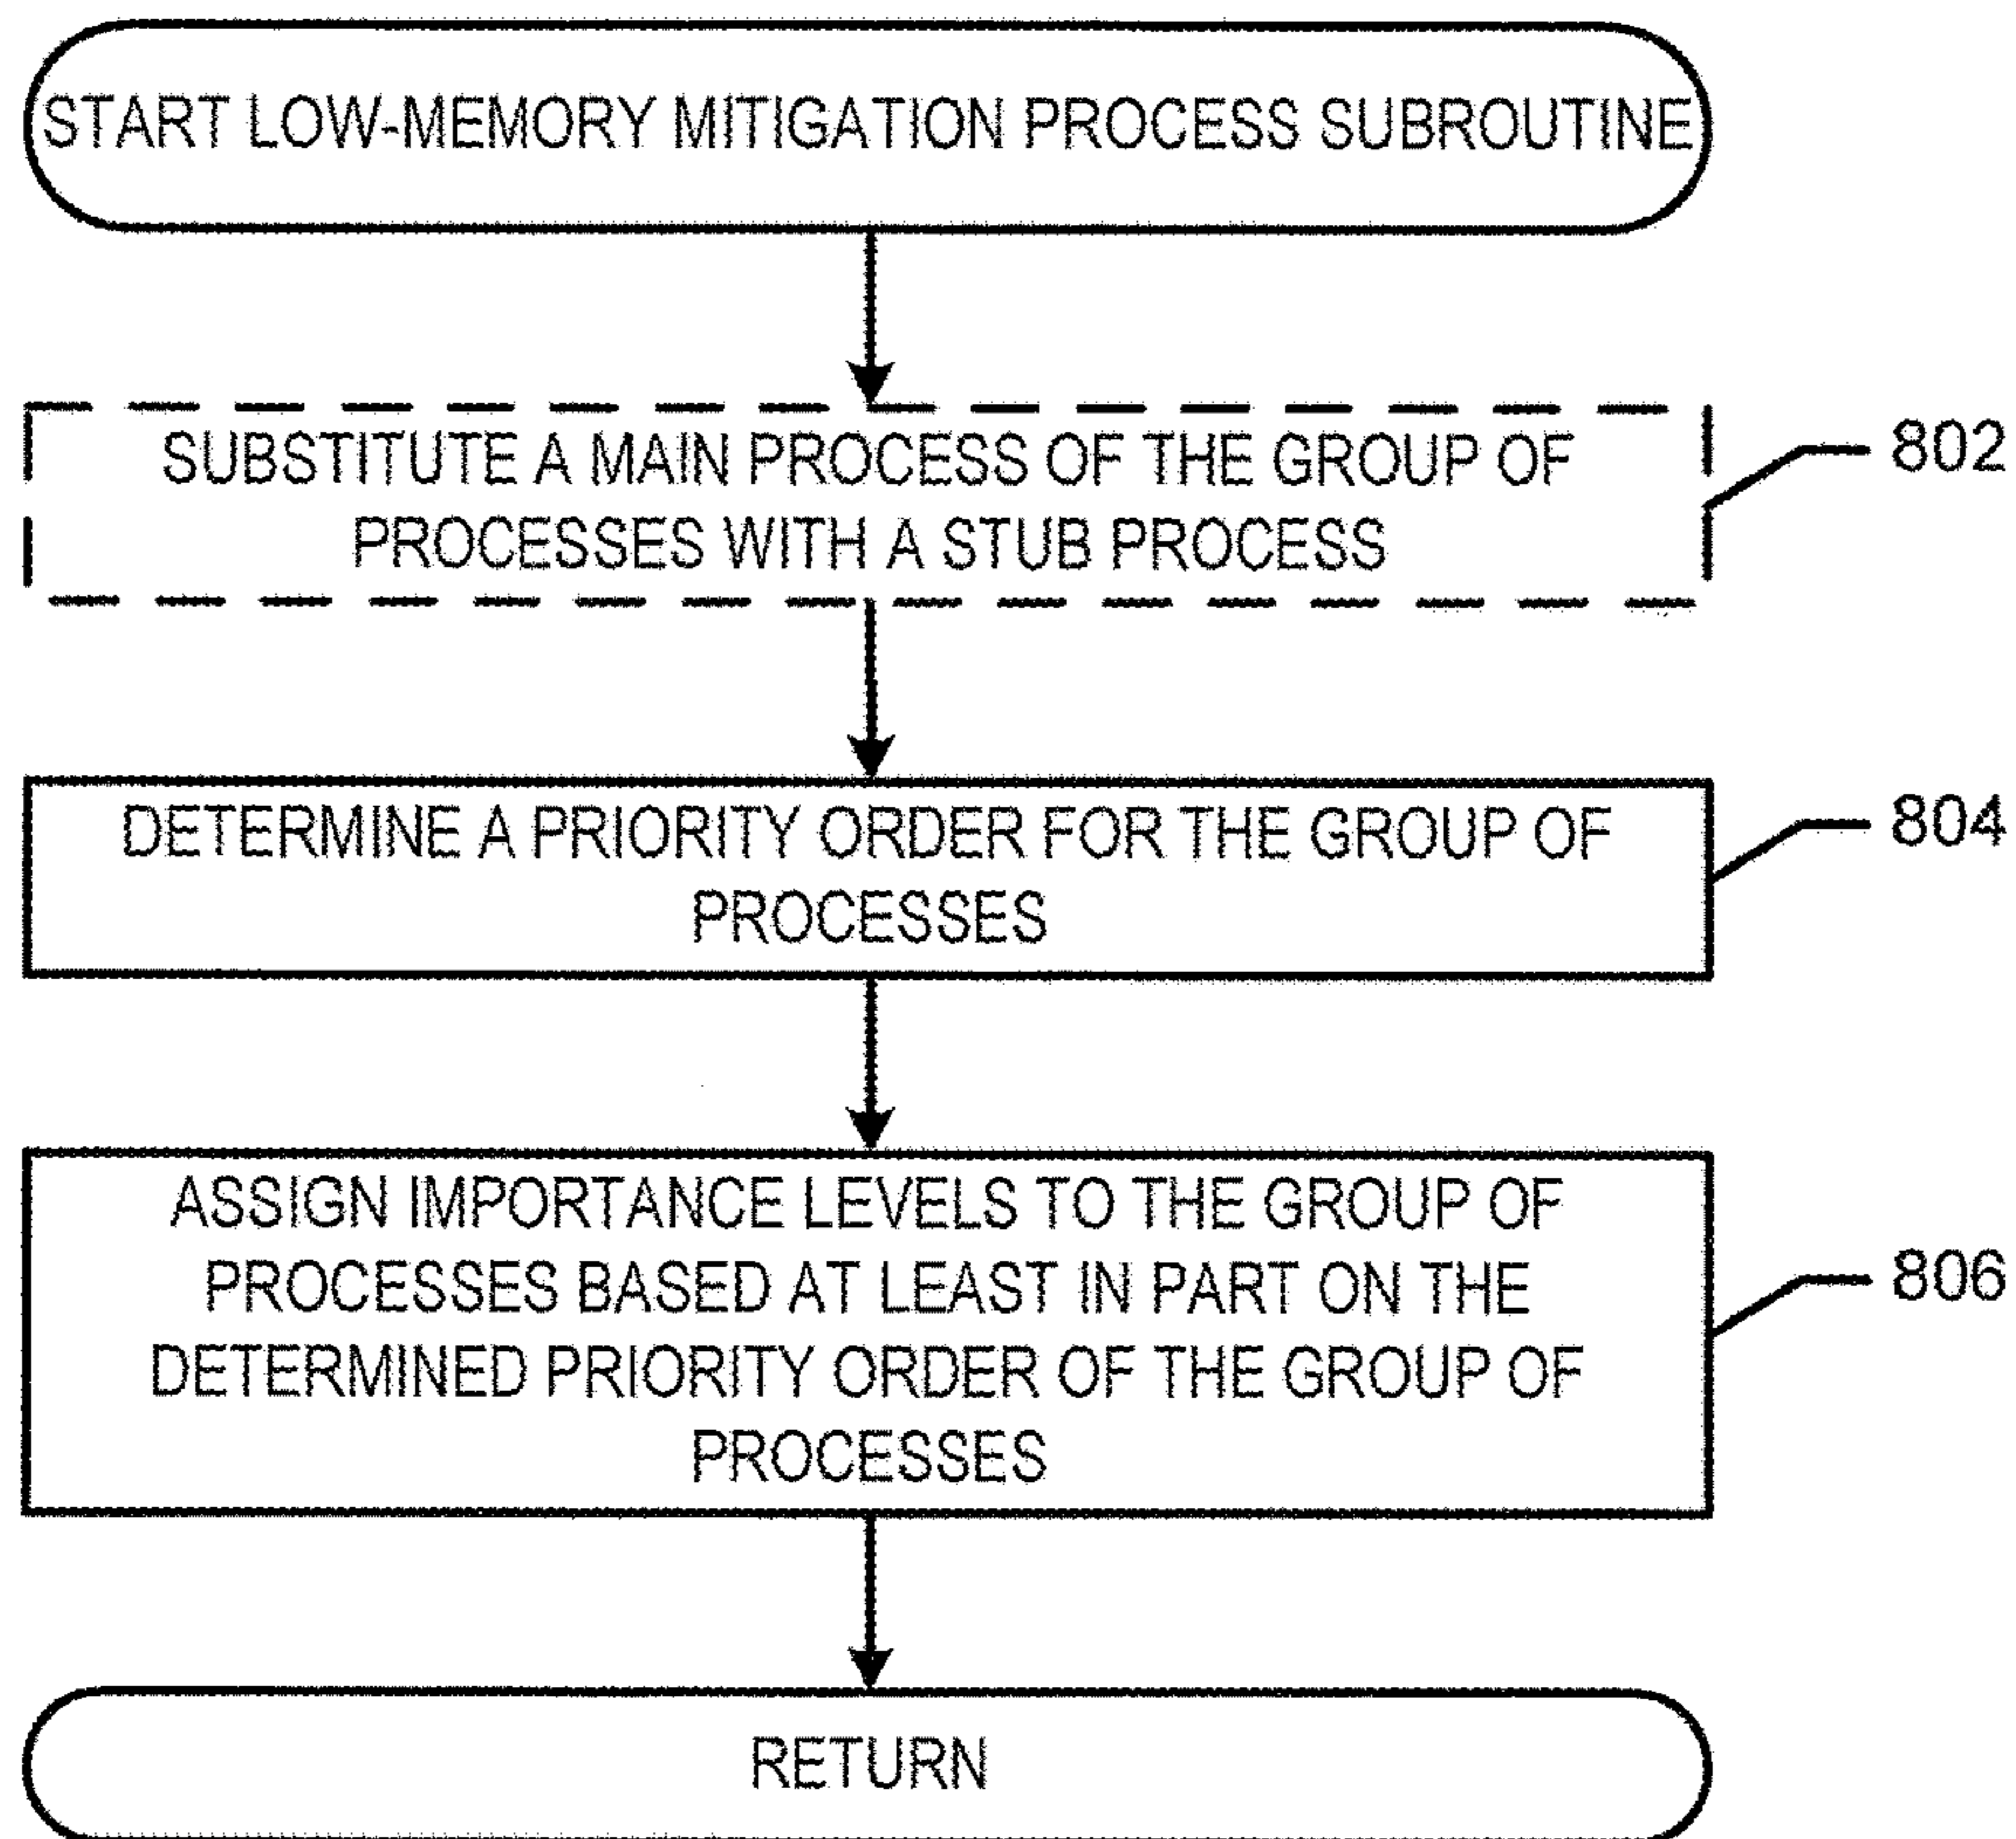 START LOW-MEMORY MITIGATION PROCESS SUBROUTINE
SUBSTITUTE A MAIN PROCESS OF THE GROUP OF
PROCESSES WITH A STUB PROCESS
802
DETERMINE A PRIORITY ORDER FOR THE GROUP OF
PROCESSES
804
ASSIGN IMPORTANCE LEVELS TO THE GROUP OF
PROCESSES BASED AT LEAST IN PART ON THE
DETERMINED PRIORITY ORDER OF THE GROUP OF
PROCESSES
806
RETURN